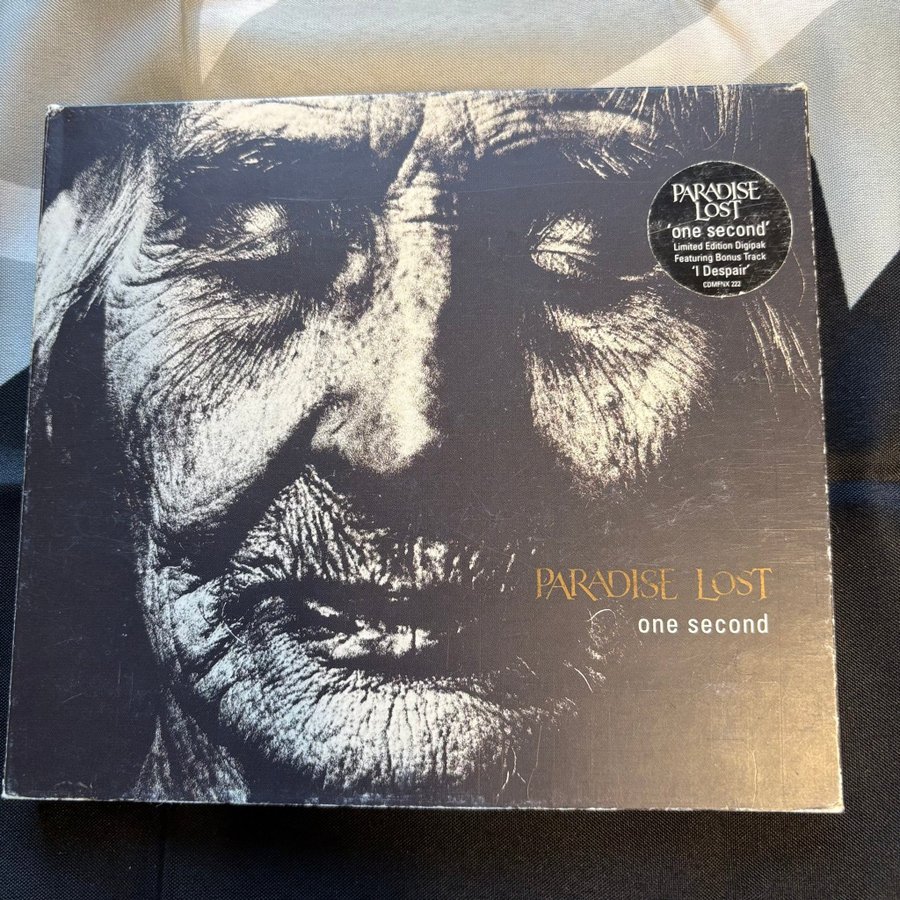 PARADISE
LOST
'one second'
Limited Edition Digipak
Featuring Bonus Track
'I Despair'
CDMFNX 222
PARADISE LOST
one second